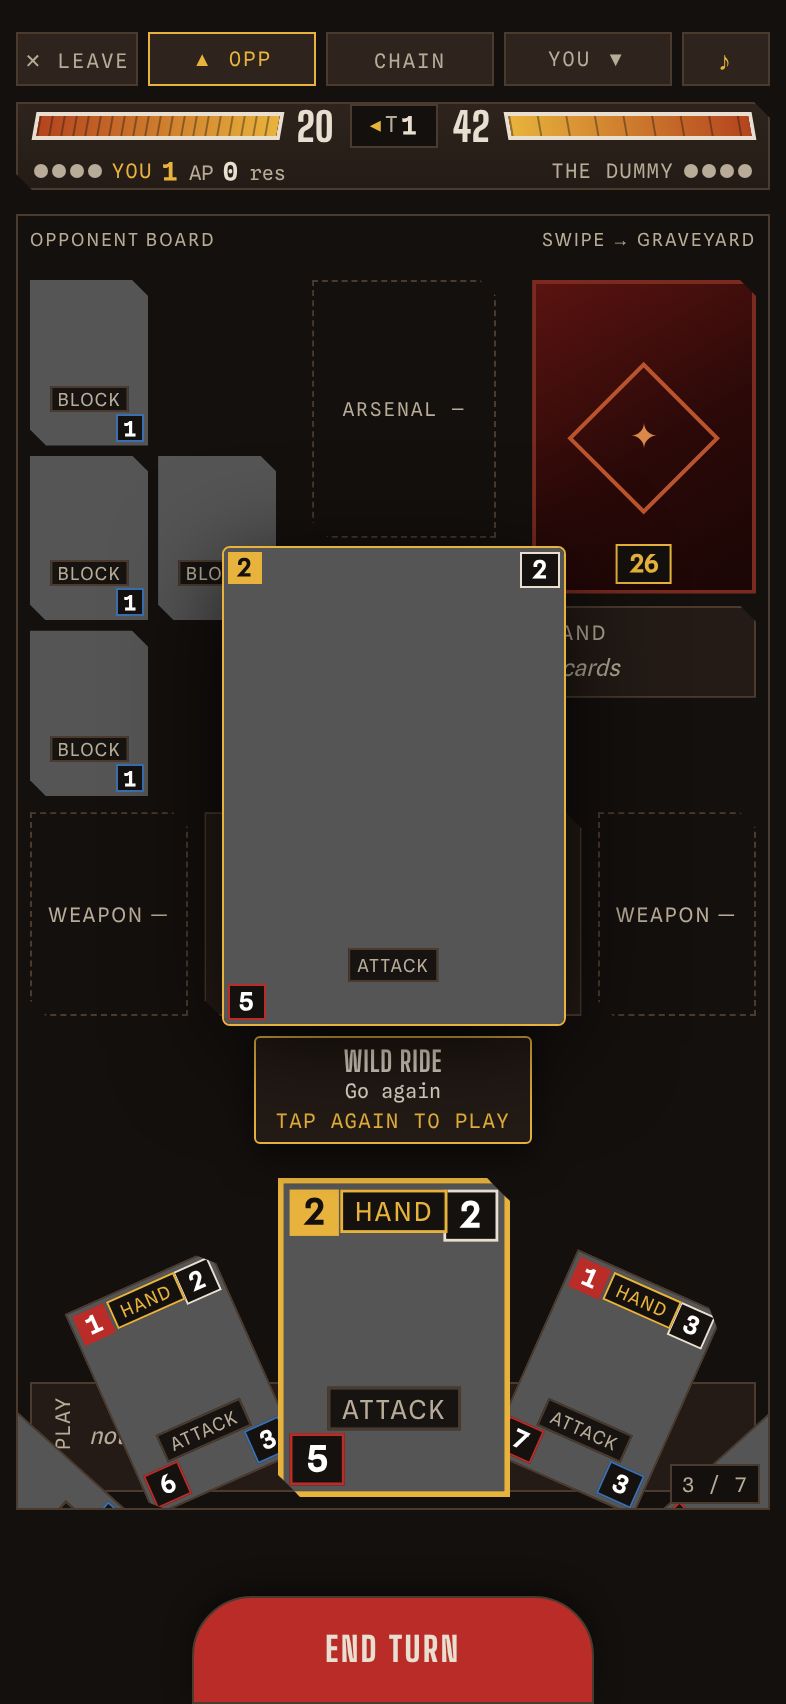 × LEAVE
▲ OPP
CHAIN
YOU ▼
♪
20
◂T1
42
YOU 1 AP 0 res
THE DUMMY
OPPONENT BOARD
SWIPE → GRAVEYARD
BLOCK
1
ARSENAL —
26
BLOCK
1
BLO
BLOCK
1
AND
cards
2
2
ATTACK
5
WEAPON —
WEAPON —
WILD RIDE
Go again
TAP AGAIN TO PLAY
2 HAND 2
ATTACK
5
1 HAND 2
ATTACK
6
3
1 HAND 3
ATTACK
7
3
PLAY
no
3 / 7
END TURN